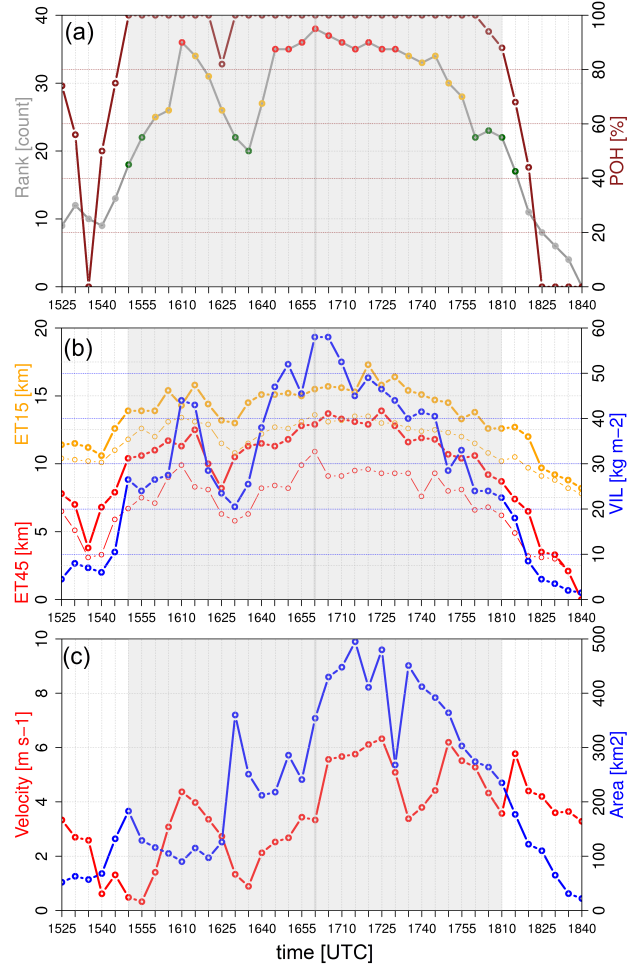 (a)
Rank [count]
0 10 20 30 40
POH [%]
0 20 40 60 80 100
1525 1540 1555 1610 1625 1640 1655 1710 1725 1740 1755 1810 1825 1840
(b)
ET45 [km] ET15 [km]
0 5 10 15 20
VIL [kg m−2]
0 10 20 30 40 50 60
1525 1540 1555 1610 1625 1640 1655 1710 1725 1740 1755 1810 1825 1840
(c)
Velocity [m s−1]
0 2 4 6 8 10
Area [km2]
0 100 200 300 400 500
1525 1540 1555 1610 1625 1640 1655 1710 1725 1740 1755 1810 1825 1840
time [UTC]